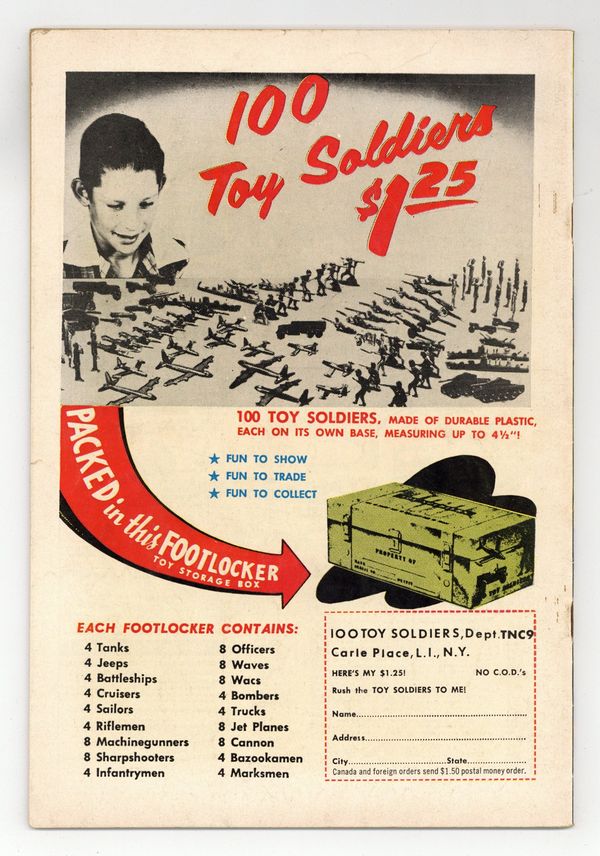 100
Toy Soldiers
$1.25
100 TOY SOLDIERS, MADE OF DURABLE PLASTIC,
EACH ON ITS OWN BASE, MEASURING UP TO 4½"!
★ FUN TO SHOW
★ FUN TO TRADE
★ FUN TO COLLECT
PACKED in this FOOTLOCKER
TOY STORAGE BOX
PROPERTY OF
NAME
TOY SOLDIERS
EACH FOOTLOCKER CONTAINS:
4 Tanks
4 Jeeps
4 Battleships
4 Cruisers
4 Sailors
4 Riflemen
8 Machinegunners
8 Sharpshooters
4 Infantrymen
8 Officers
8 Waves
8 Wacs
4 Bombers
4 Trucks
8 Jet Planes
8 Cannon
4 Bazookamen
4 Marksmen
100 TOY SOLDIERS, Dept. TNC9
Carle Place, L.I., N.Y.
HERE'S MY $1.25! NO C.O.D.'s
Rush the TOY SOLDIERS TO ME!
Name
Address
City State
Canada and foreign orders send $1.50 postal money order.